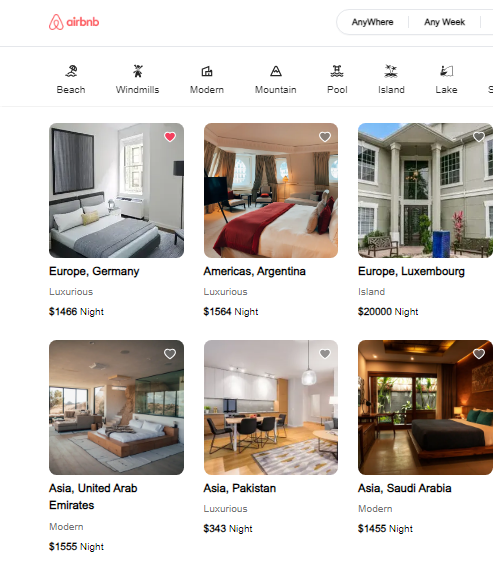 airbnb
AnyWhere
Any Week
Beach
Windmills
Modern
Mountain
Pool
Island
Lake
S
Europe, Germany
Luxurious
$1466 Night
Americas, Argentina
Luxurious
$1564 Night
Europe, Luxembourg
Island
$20000 Night
Asia, United Arab
Emirates
Modern
$1555 Night
Asia, Pakistan
Luxurious
$343 Night
Asia, Saudi Arabia
Modern
$1455 Night